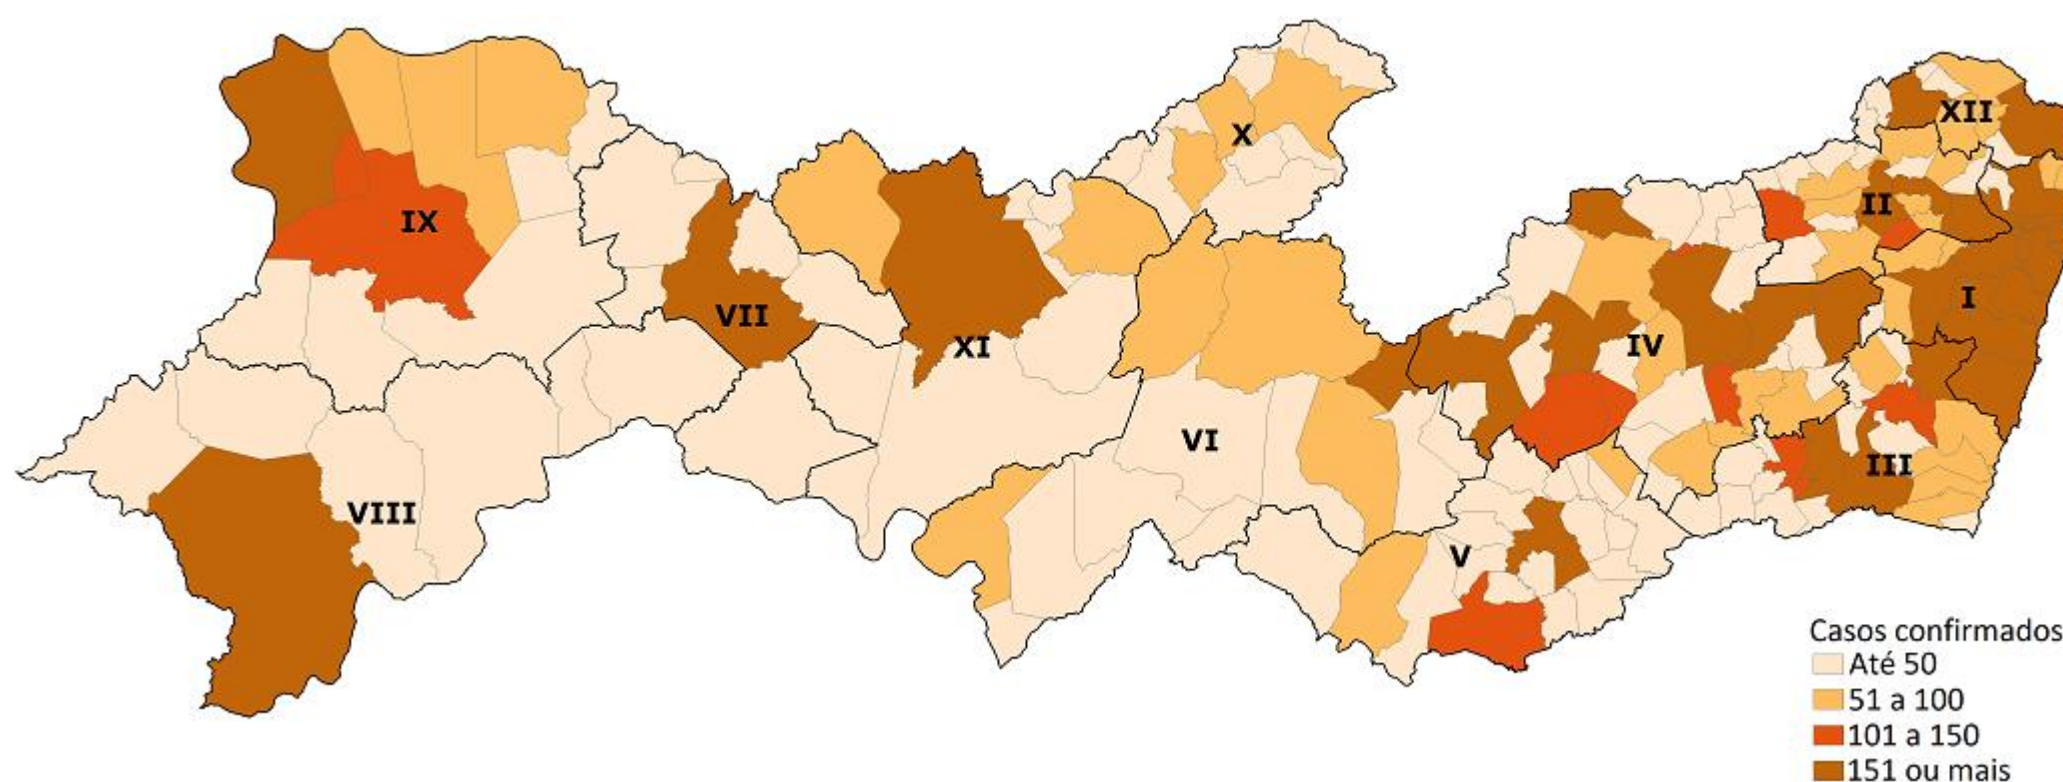 X
XII
II
IX
I
VII
XI
IV
VI
III
VIII
V
Casos confirmados
Até 50
51 a 100
101 a 150
151 ou mais